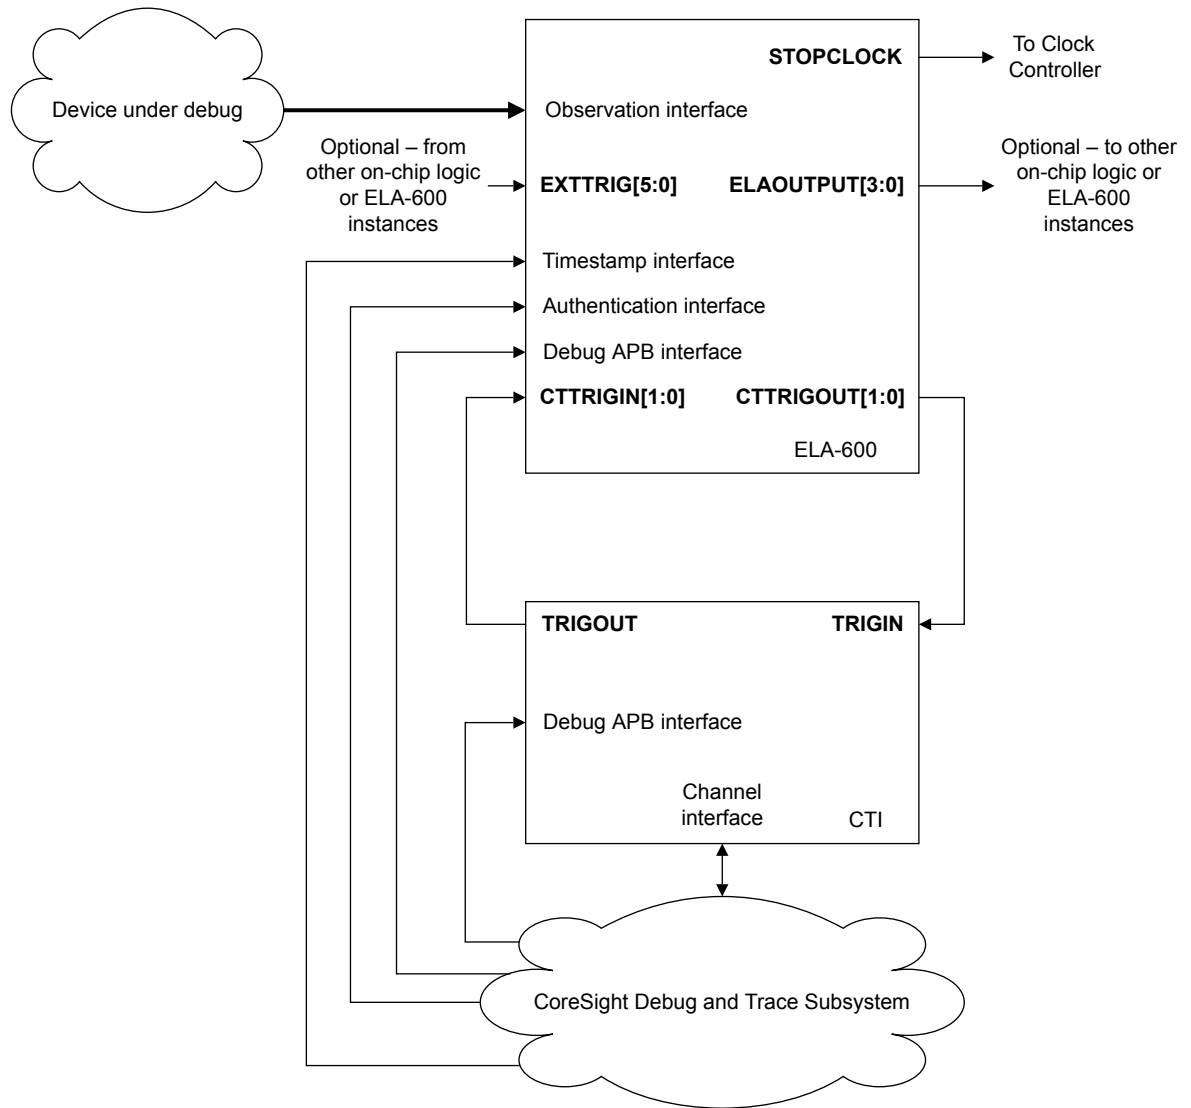 STOPCLOCK
To Clock
Controller
Device under debug
Observation interface
Optional – from
other on-chip logic
or ELA-600
instances
EXTTRIG[5:0]
ELAOUTPUT[3:0]
Optional – to other
on-chip logic or
ELA-600
instances
Timestamp interface
Authentication interface
Debug APB interface
CTTRIGIN[1:0]
CTTRIGOUT[1:0]
ELA-600
TRIGOUT
TRIGIN
Debug APB interface
Channel
interface
CTI
CoreSight Debug and Trace Subsystem